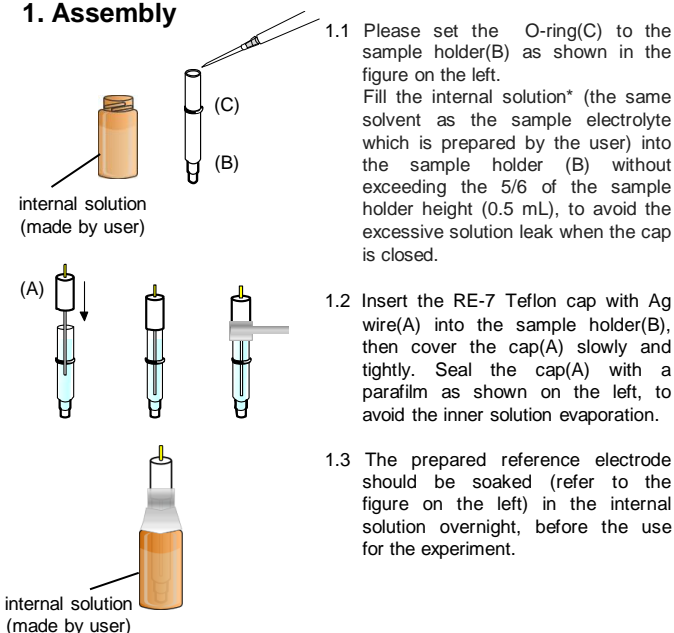 1. Assembly
(C)
(B)
internal solution
(made by user)
1.1 Please set the O-ring(C) to the
sample holder(B) as shown in the
figure on the left.
Fill the internal solution* (the same
solvent as the sample electrolyte
which is prepared by the user) into
the sample holder (B) without
exceeding the 5/6 of the sample
holder height (0.5 mL), to avoid the
excessive solution leak when the cap
is closed.
(A)
1.2 Insert the RE-7 Teflon cap with Ag
wire(A) into the sample holder(B),
then cover the cap(A) slowly and
tightly. Seal the cap(A) with a
parafilm as shown on the left, to
avoid the inner solution evaporation.
1.3 The prepared reference electrode
should be soaked (refer to the
figure on the left) in the internal
solution overnight, before the use
for the experiment.
internal solution
(made by user)